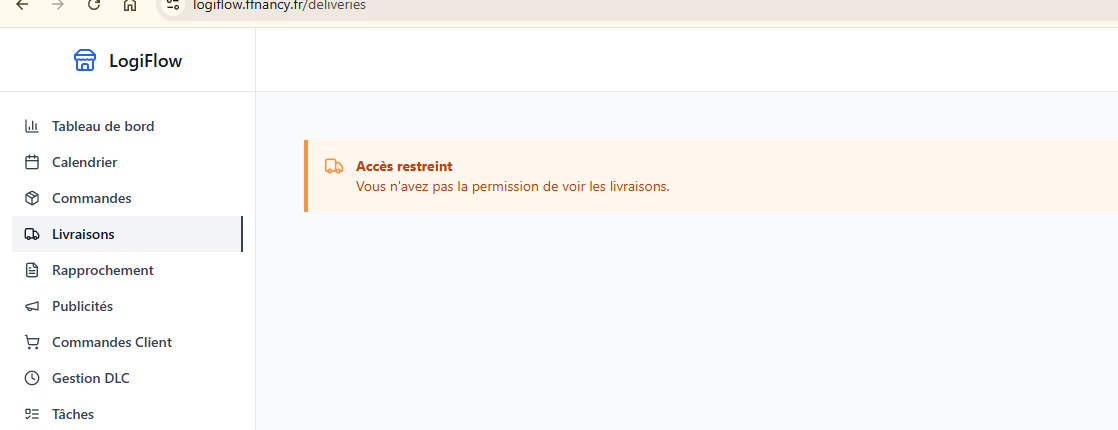 logiflow.ffnancy.fr/deliveries
LogiFlow
Tableau de bord
Calendrier
Commandes
Livraisons
Rapprochement
Publicités
Commandes Client
Gestion DLC
Tâches
Accès restreint
Vous n'avez pas la permission de voir les livraisons.